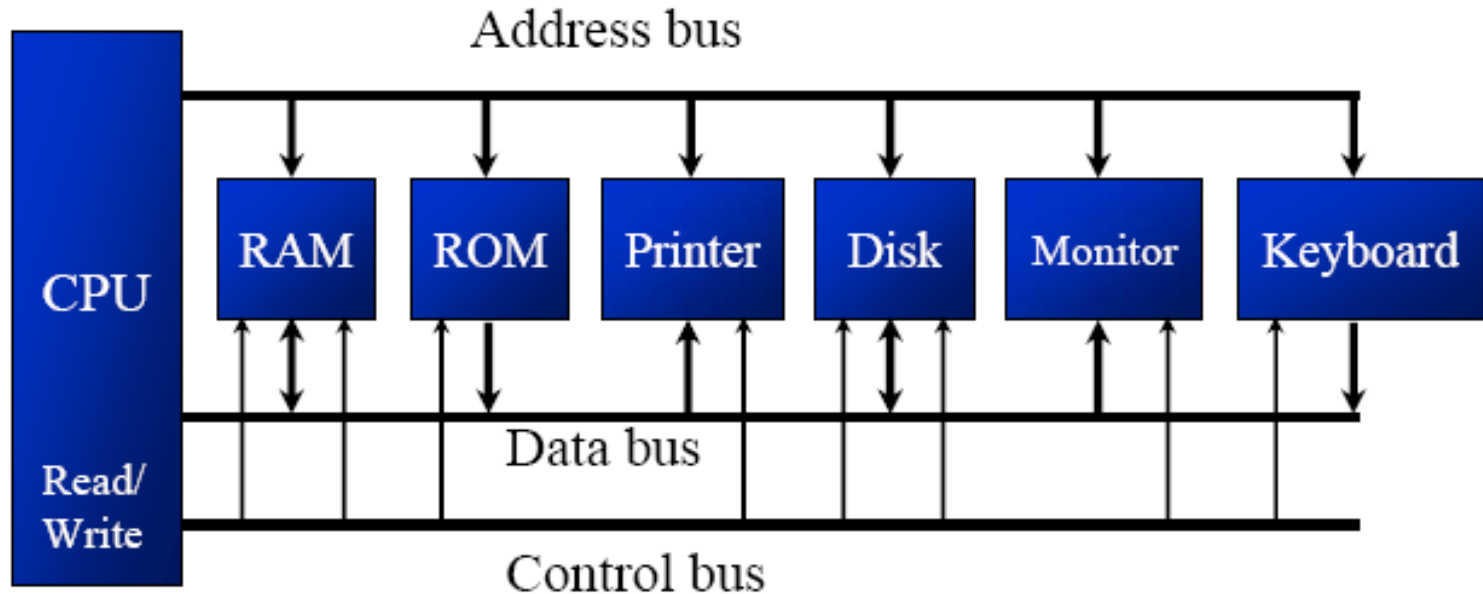 Address bus
CPU
RAM
ROM
Printer
Disk
Monitor
Keyboard
Data bus
Read/
Write
Control bus